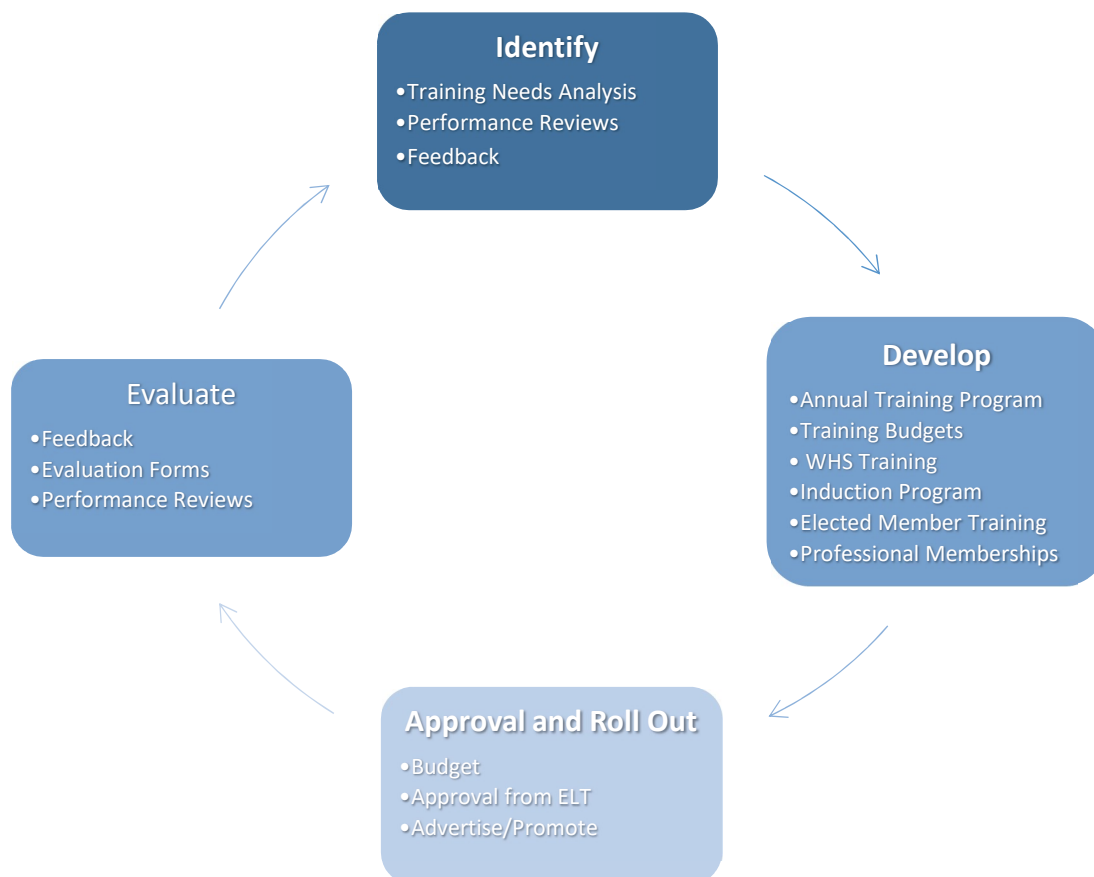 Identify
•Training Needs Analysis
•Performance Reviews
•Feedback
Develop
•Annual Training Program
•Training Budgets
• WHS Training
•Induction Program
•Elected Member Training
•Professional Memberships
Approval and Roll Out
•Budget
•Approval from ELT
•Advertise/Promote
Evaluate
•Feedback
•Evaluation Forms
•Performance Reviews